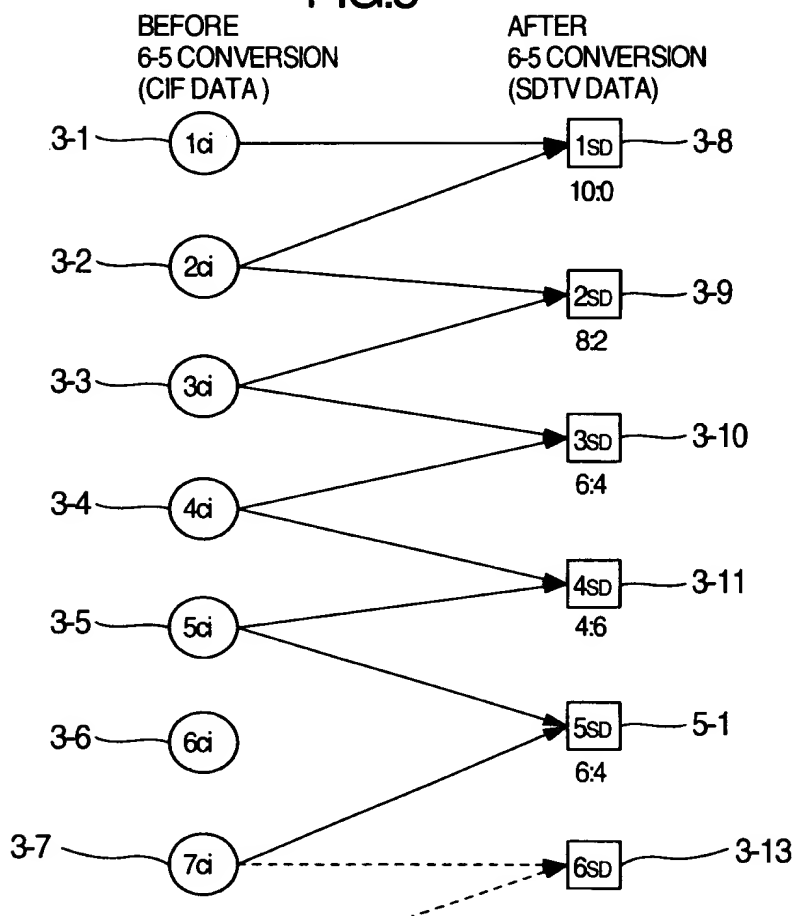 BEFORE
6-5 CONVERSION
(CIF DATA)
AFTER
6-5 CONVERSION
(SDTV DATA)
3-1 1ci 1SD 3-8
10:0
3-2 2ci 2SD 3-9
8:2
3-3 3ci 3SD 3-10
6:4
3-4 4ci 4SD 3-11
4:6
3-5 5ci
3-6 6ci 5SD 5-1
6:4
3-7 7ci 6SD 3-13